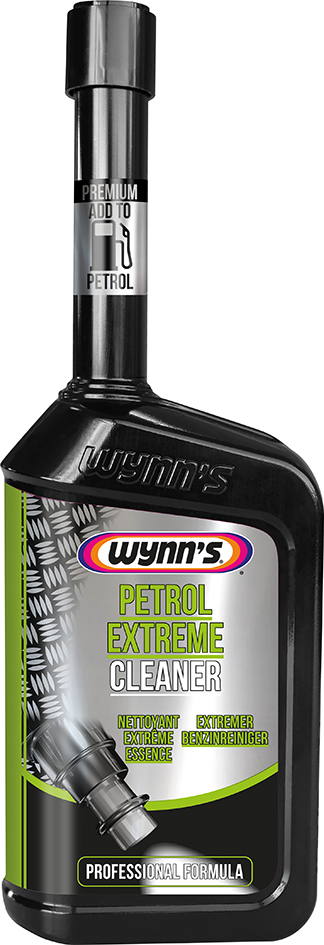 PREMIUM
ADD TO
PETROL
WYNN'S
WYNN'S
PETROL
EXTREME
CLEANER
NETTOYANT
EXTRÊME
ESSENCE
EXTREMER
BENZINREINIGER
PROFESSIONAL FORMULA